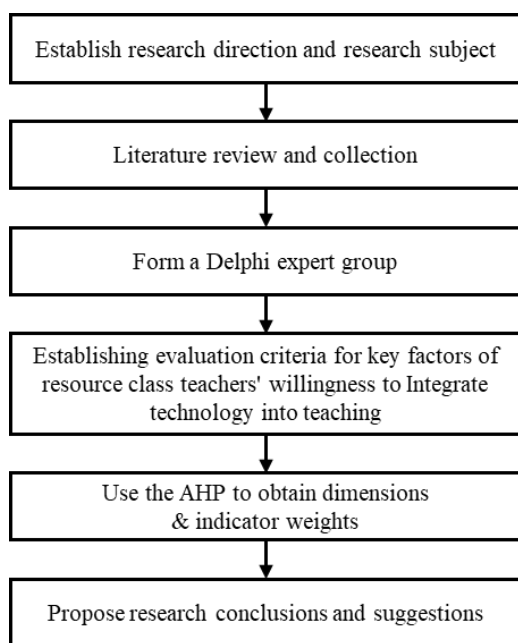 Establish research direction and research subject
Literature review and collection
Form a Delphi expert group
Establishing evaluation criteria for key factors of
resource class teachers' willingness to Integrate
technology into teaching
Use the AHP to obtain dimensions
& indicator weights
Propose research conclusions and suggestions